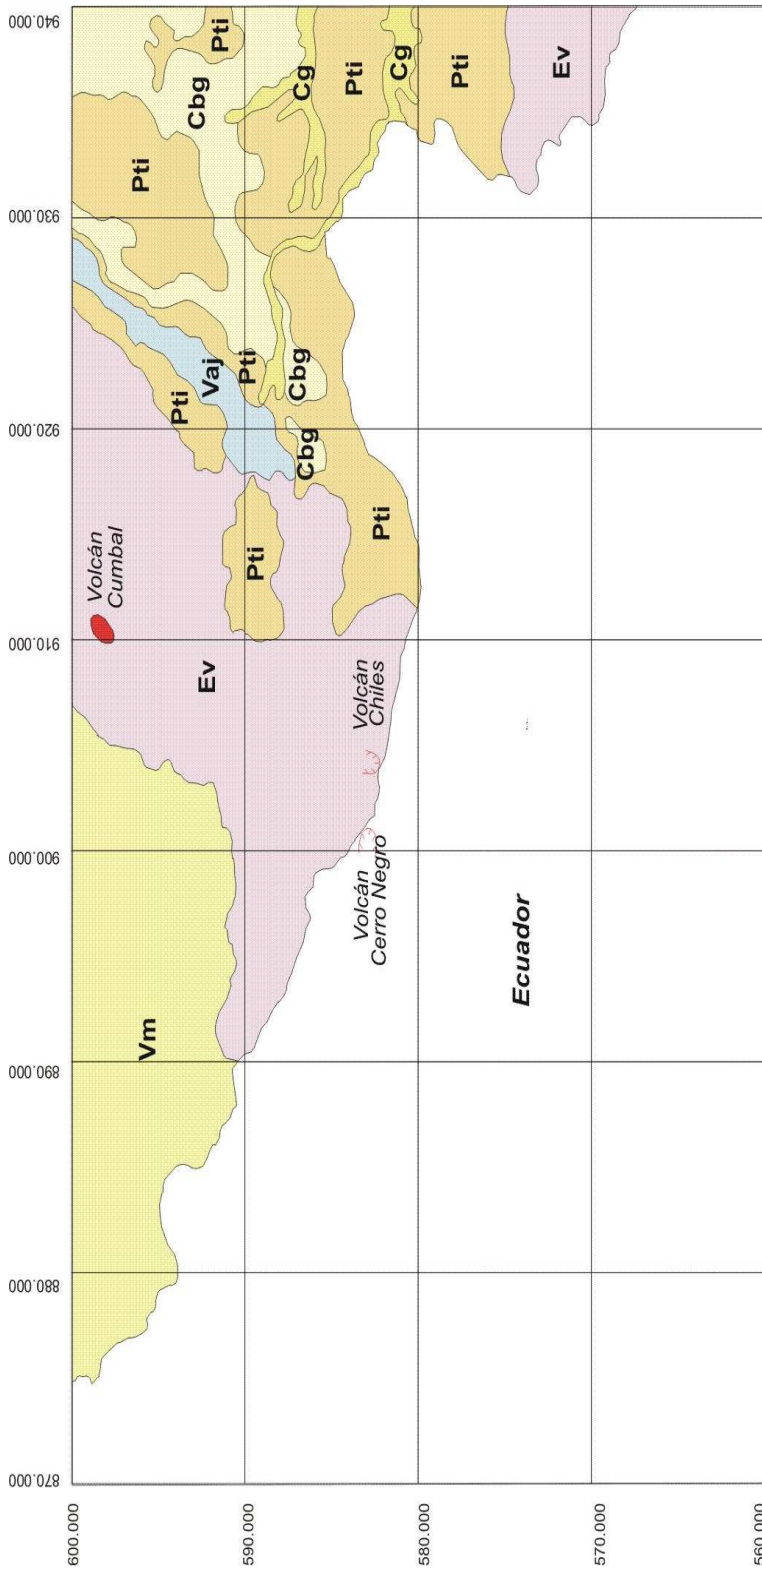 870.000 880.000 890.000 900.000 910.000 920.000 930.000 940.000
600.000
Volcán
Cumbal
Pti
Vm
Pti
Cbg
Ev
Vaj
Pti
590.000
Pti
Pti
Cbg
Cbg
Cg
Pti
Volcán
Cerro Negro
Volcán
Chiles
Pti
Cg
580.000
Pti
Ecuador
Ev
570.000
560.000